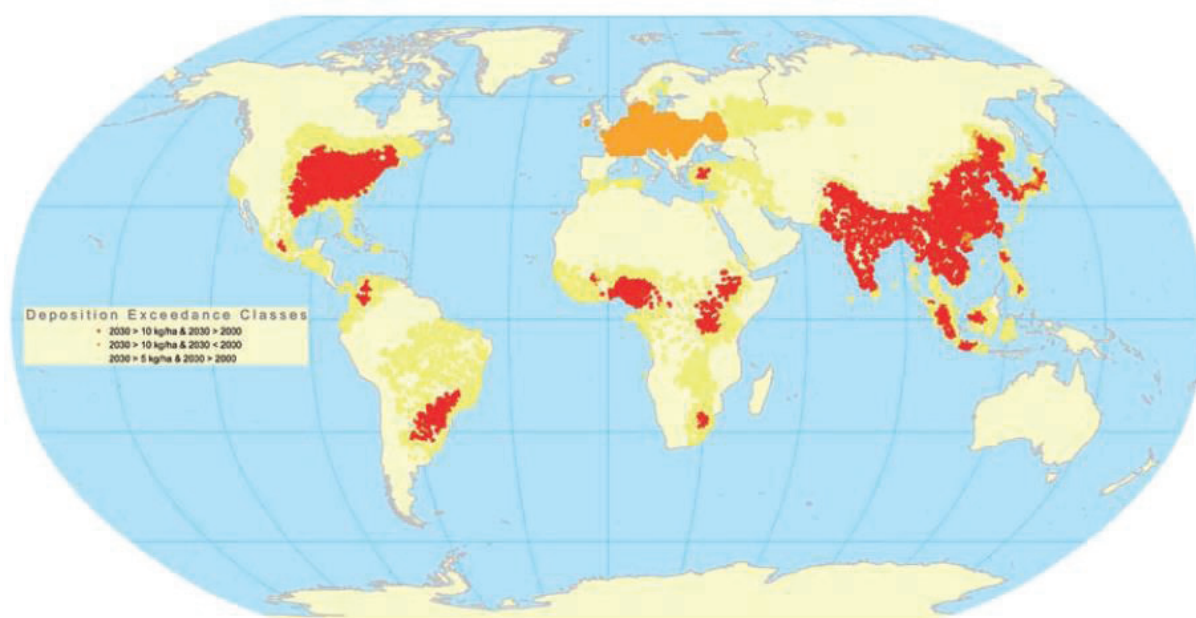 Deposition Exceedance Classes
2030 > 10 kg/ha & 2030 > 2000
2030 > 10 kg/ha & 2030 < 2000
2030 > 5 kg/ha & 2030 > 2000